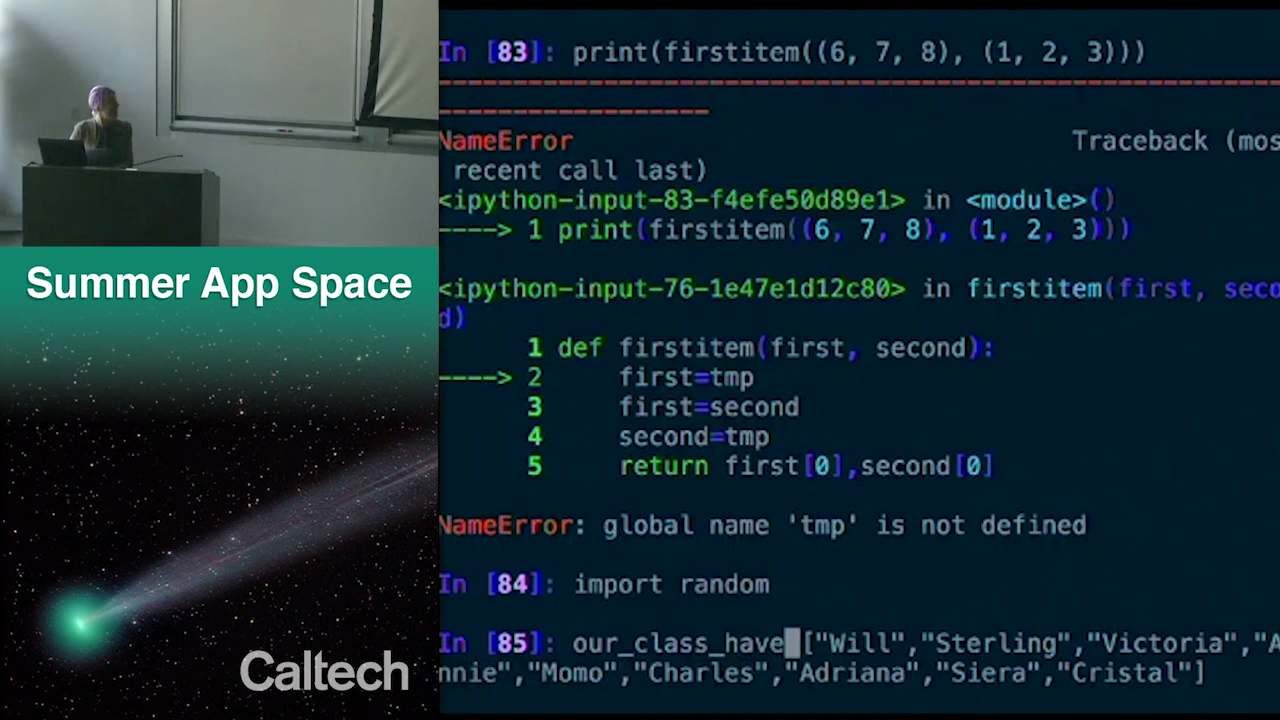 In [83]: print(firstitem((6, 7, 8), (1, 2, 3)))
NameError Traceback (mos
recent call last)
<ipython-input-83-f4efe50d89e1> in <module>()
----> 1 print(firstitem((6, 7, 8), (1, 2, 3)))
<ipython-input-76-1e47e1d12c80> in firstitem(first, seco
d)
1 def firstitem(first, second):
----> 2 first=tmp
3 first=second
4 second=tmp
5 return first[0],second[0]
NameError: global name 'tmp' is not defined
In [84]: import random
In [85]: our_class_have ["Will","Sterling","Victoria","A
nnie","Momo","Charles","Adriana","Siera","Cristal"]
Summer App Space
Caltech